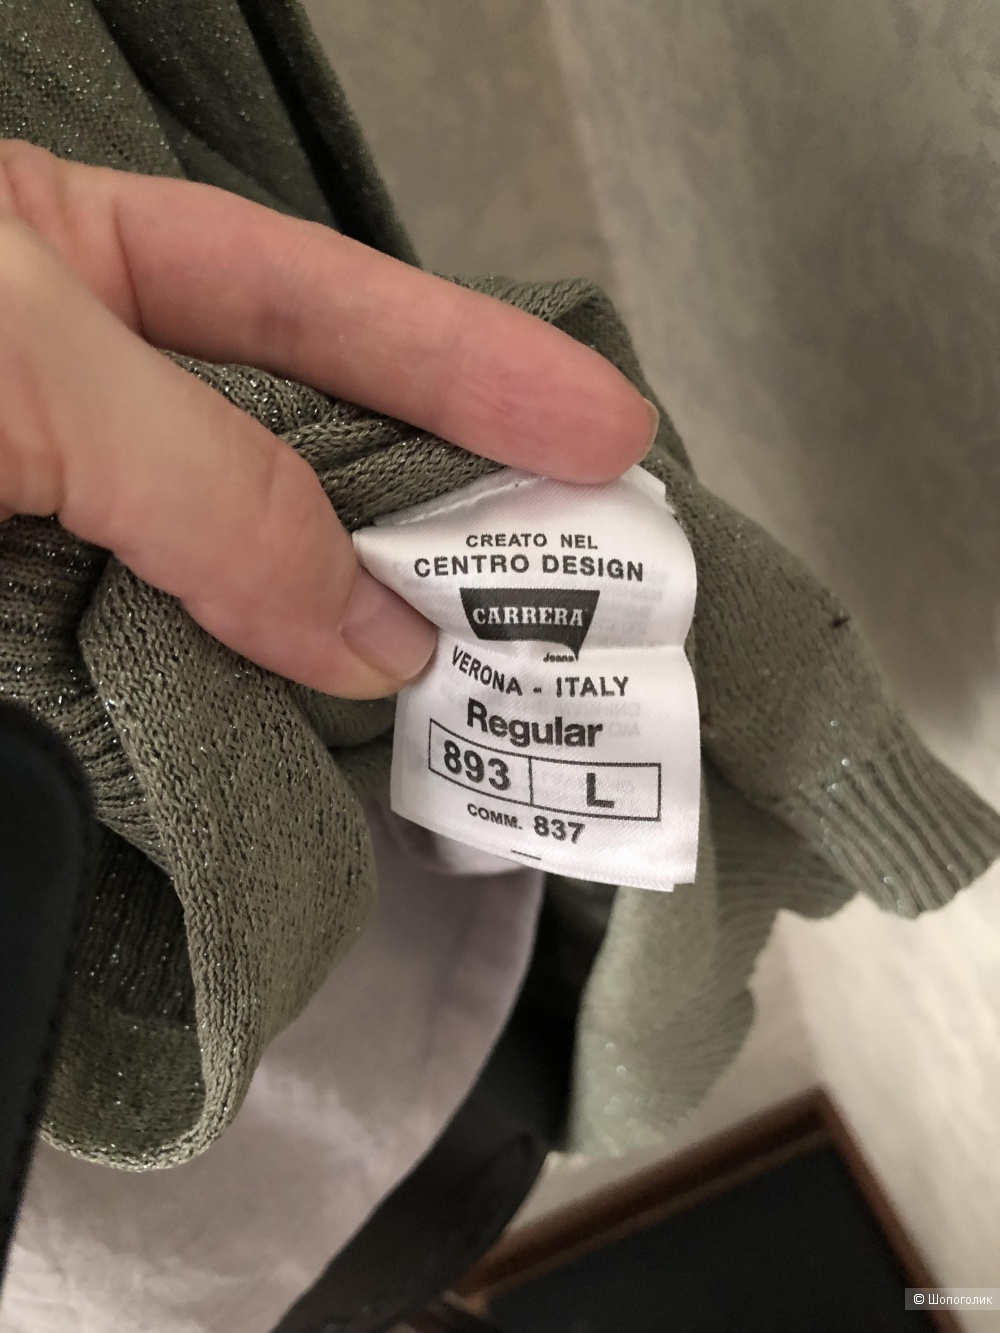 CREATO NEL
CENTRO DESIGN
CARRERA
Jeans
VERONA - ITALY
Regular
893 L
COMM. 837
© Шопоголик